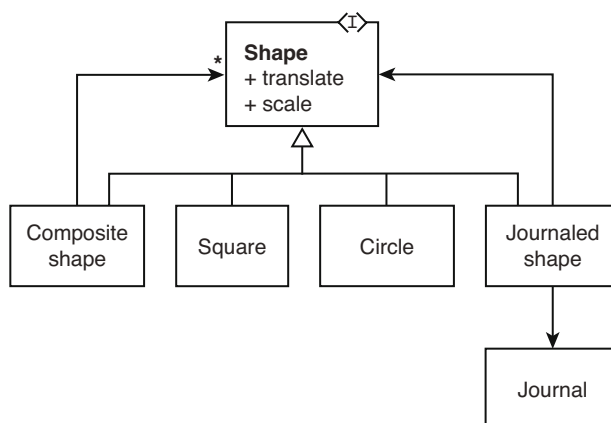 I
Shape
*
+ translate
+ scale
Composite
shape
Square
Circle
Journaled
shape
Journal